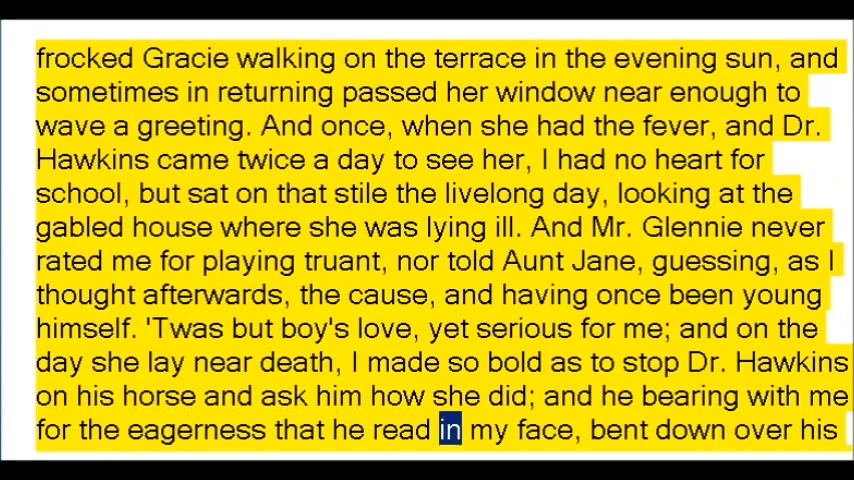 frocked Gracie walking on the terrace in the evening sun, and
sometimes in returning passed her window near enough to
wave a greeting. And once, when she had the fever, and Dr.
Hawkins came twice a day to see her, I had no heart for
school, but sat on that stile the livelong day, looking at the
gabled house where she was lying ill. And Mr. Glennie never
rated me for playing truant, nor told Aunt Jane, guessing, as I
thought afterwards, the cause, and having once been young
himself. 'Twas but boy's love, yet serious for me; and on the
day she lay near death, I made so bold as to stop Dr. Hawkins
on his horse and ask him how she did; and he bearing with me
for the eagerness that he read in my face, bent down over his